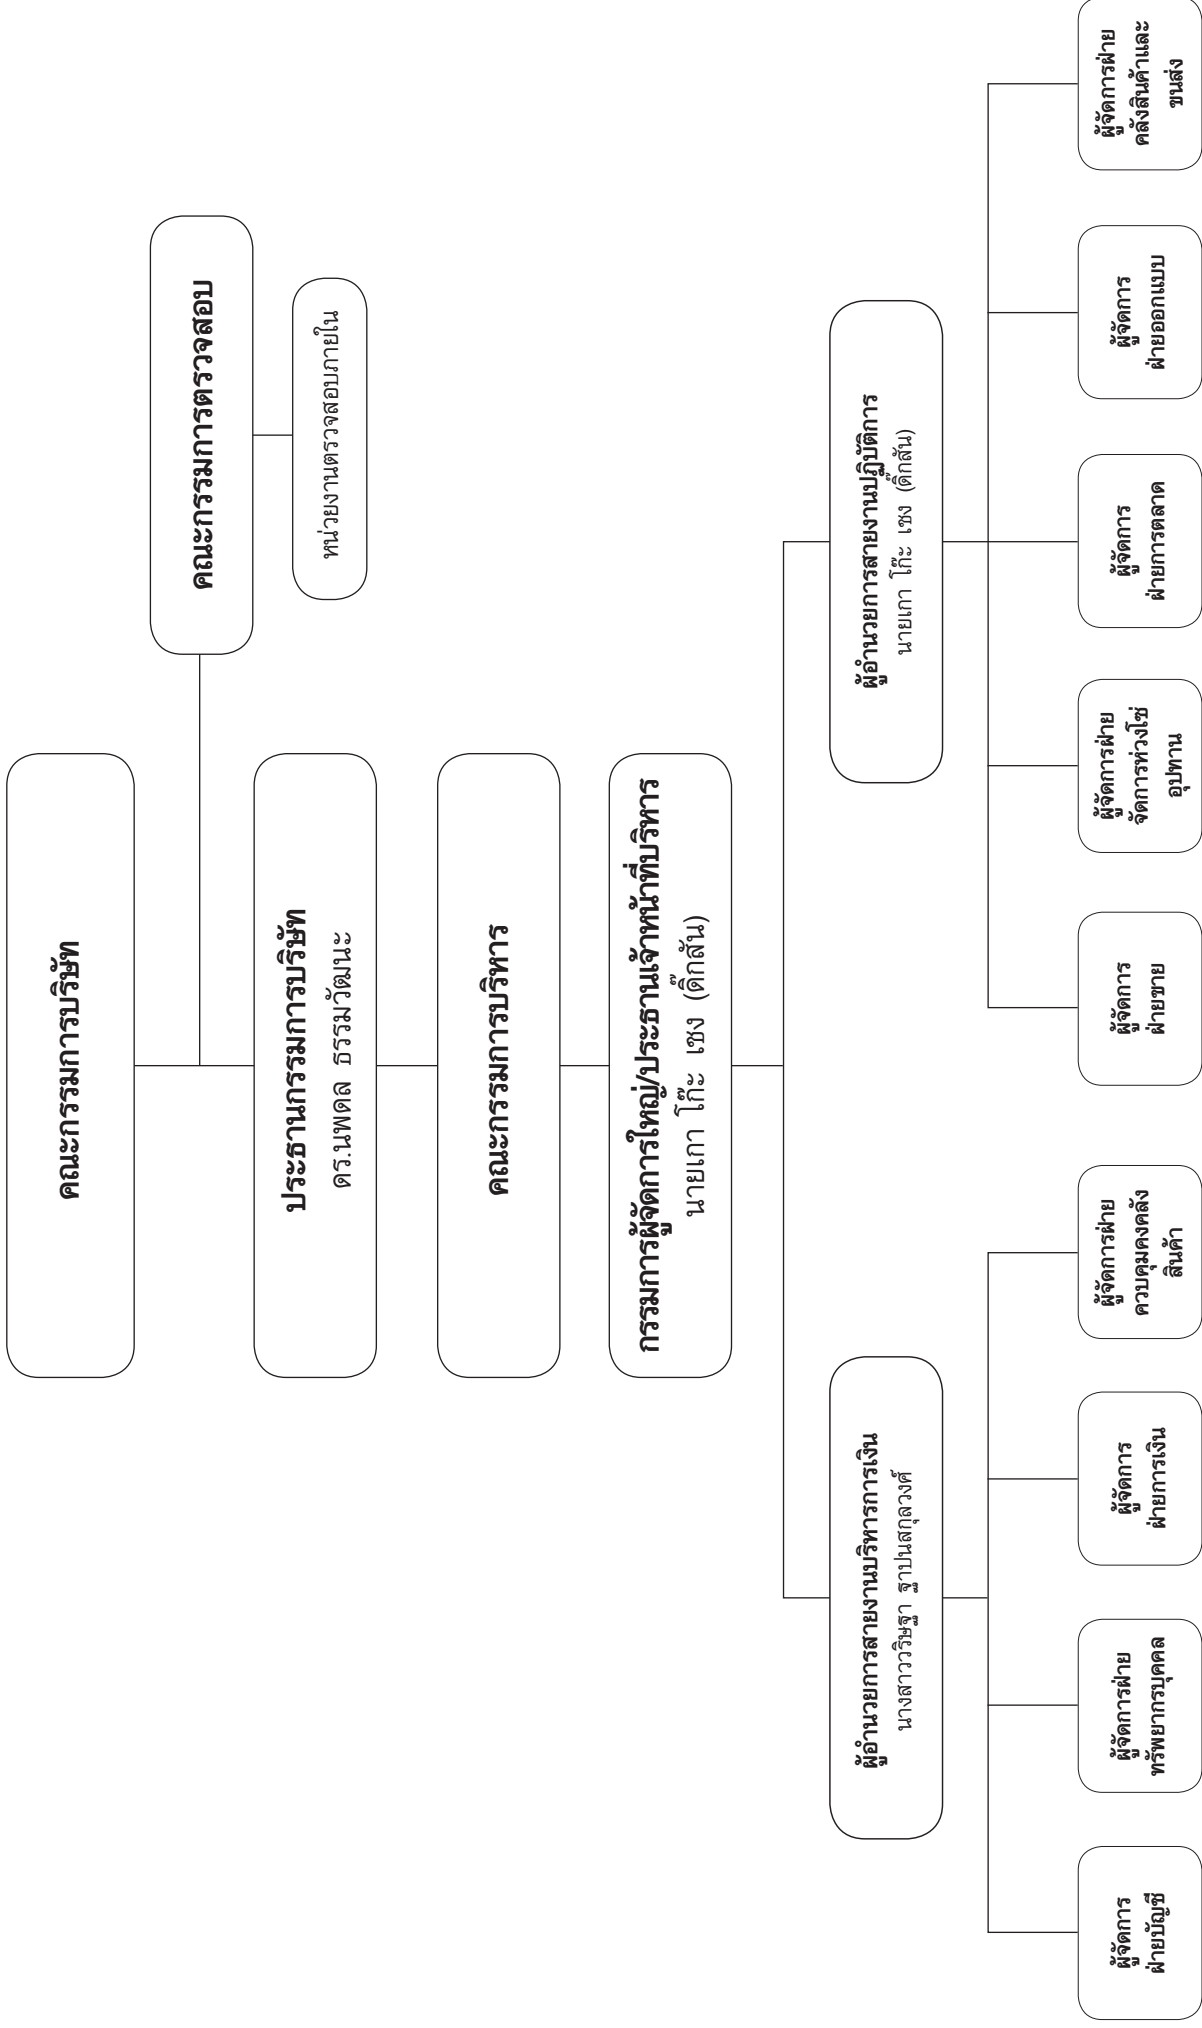 คณะกรรมการบริษัท
คณะกรรมการตรวจสอบ
หน่วยงานตรวจสอบภายใน
ประธานกรรมการบริษัท
ดร.นพดล ธรรมวัฒนะ
คณะกรรมการบริหาร
กรรมการผู้จัดการใหญ่/ประธานเจ้าหน้าที่บริหาร
นายเกา โก๊ะ เชง (ดิ๊กสัน)
ผู้อำนวยการสายงานบริหารการเงิน
นางสาววริษฐา ฐาปนสกุลวงศ์
ผู้อำนวยการสายงานปฏิบัติการ
นายเกา โก๊ะ เชง (ดิ๊กสัน)
ผู้จัดการ
ฝ่ายบัญชี
ผู้จัดการฝ่าย
ทรัพยากรบุคคล
ผู้จัดการ
ฝ่ายการเงิน
ผู้จัดการฝ่าย
ควบคุมคงคลัง
สินค้า
ผู้จัดการ
ฝ่ายขาย
ผู้จัดการฝ่าย
จัดการห่วงโซ่
อุปทาน
ผู้จัดการ
ฝ่ายการตลาด
ผู้จัดการ
ฝ่ายออกแบบ
ผู้จัดการฝ่าย
คลังสินค้าและ
ขนส่ง